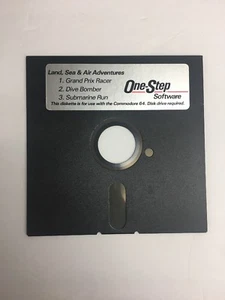 Land, Sea & Air Adventures
1. Grand Prix Racer
2. Dive Bomber
3. Submarine Run
One-Step
Software
This diskette is for use with the Commodore 64. Disk drive required.